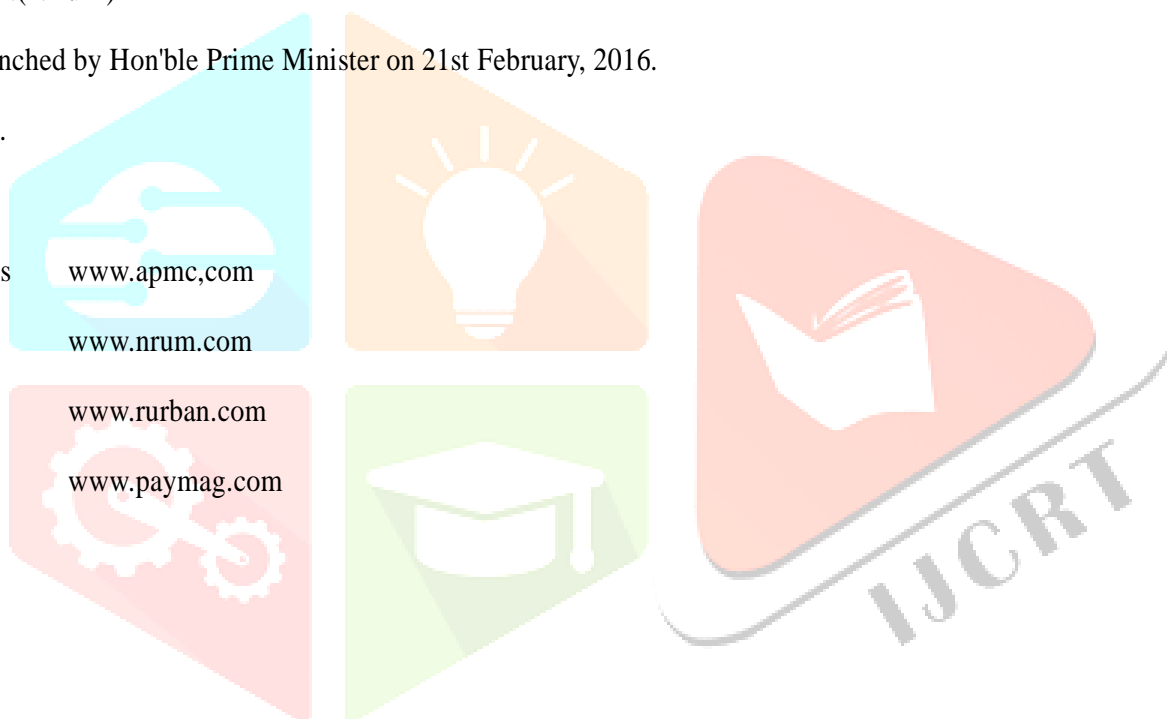 nched by Hon'ble Prime Minister on 21st February, 2016.
.
s www.apmc,com
www.nrum.com
www.rurban.com
www.paymag.com
IJCRT